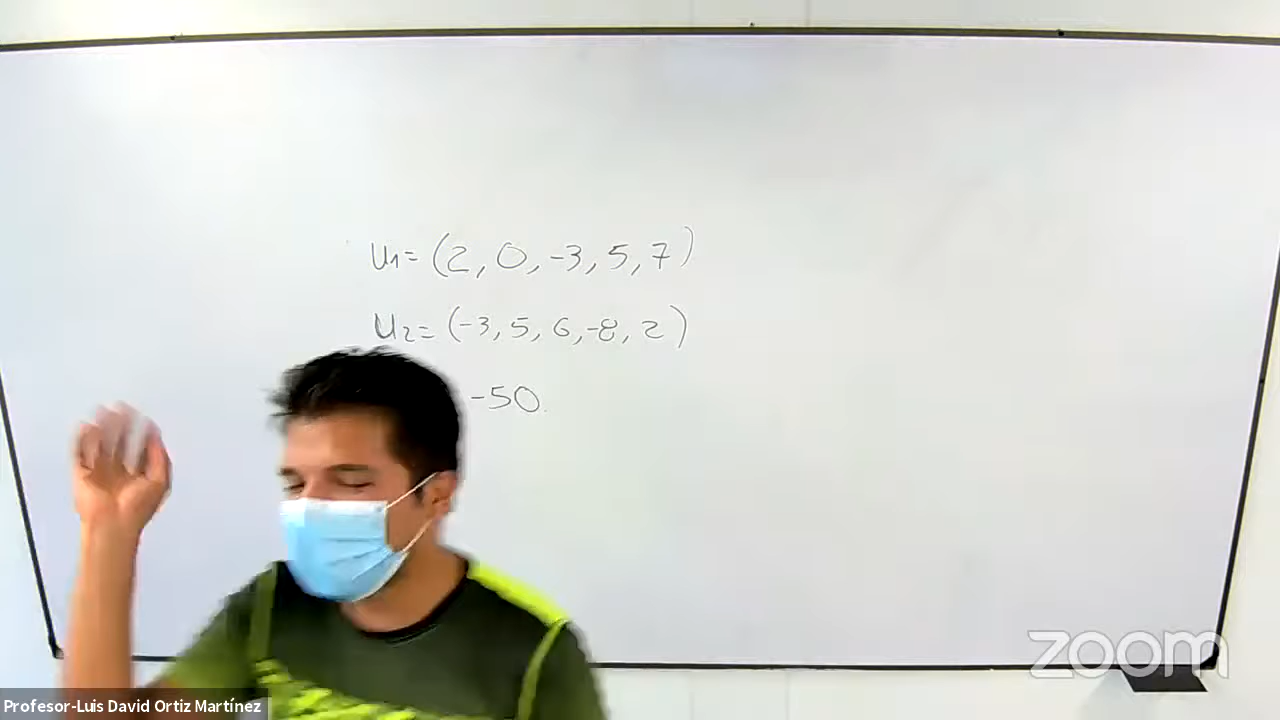 u1= (2, 0, -3, 5, 7)
u2= (-3, 5, 6, -8, 2)
-50.
zoom
Profesor-Luis David Ortiz Martínez